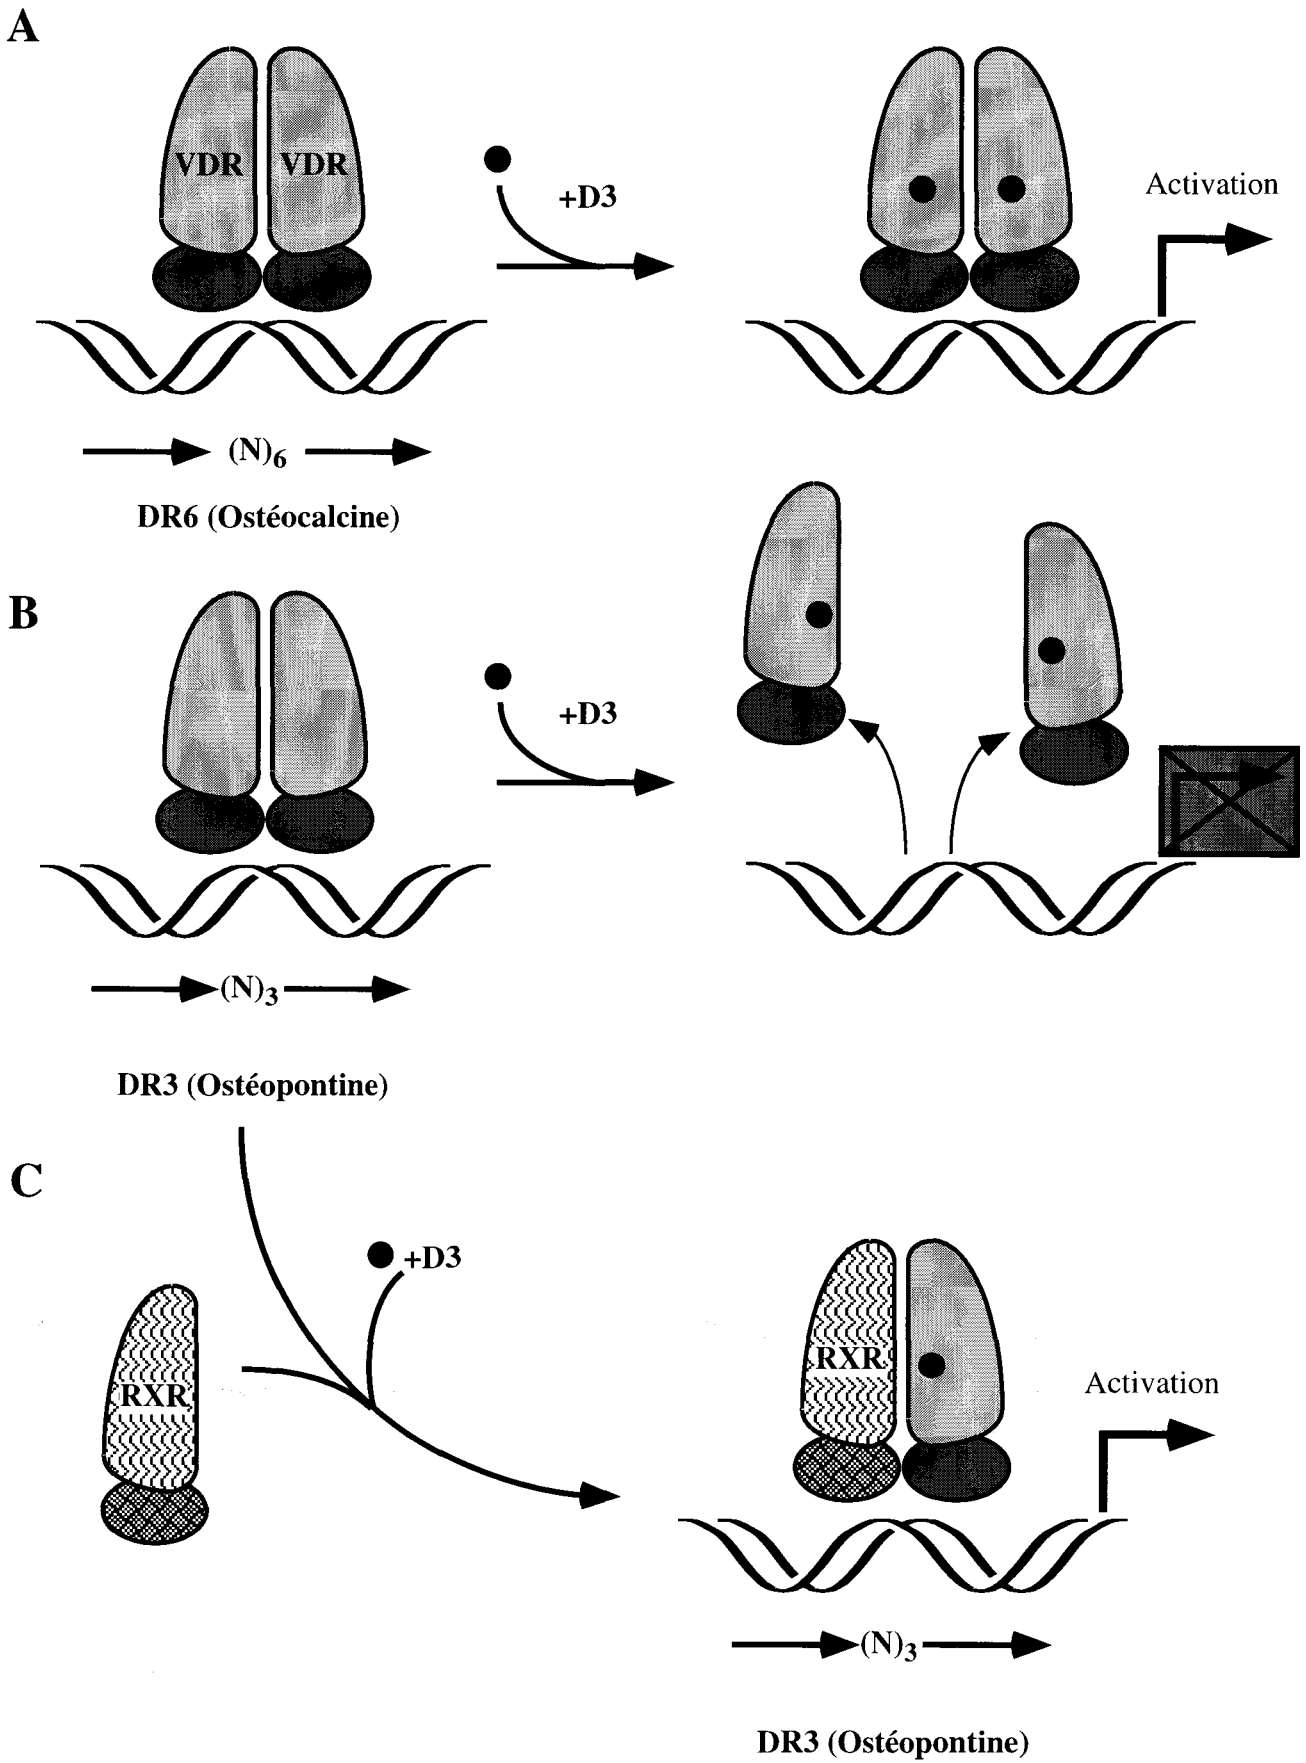 A
VDR VDR
+D3
Activation
(N)6
DR6 (Ostéocalcine)
B
+D3
(N)3
DR3 (Ostéopontine)
C
+D3
RXR
RXR
Activation
(N)3
DR3 (Ostéopontine)